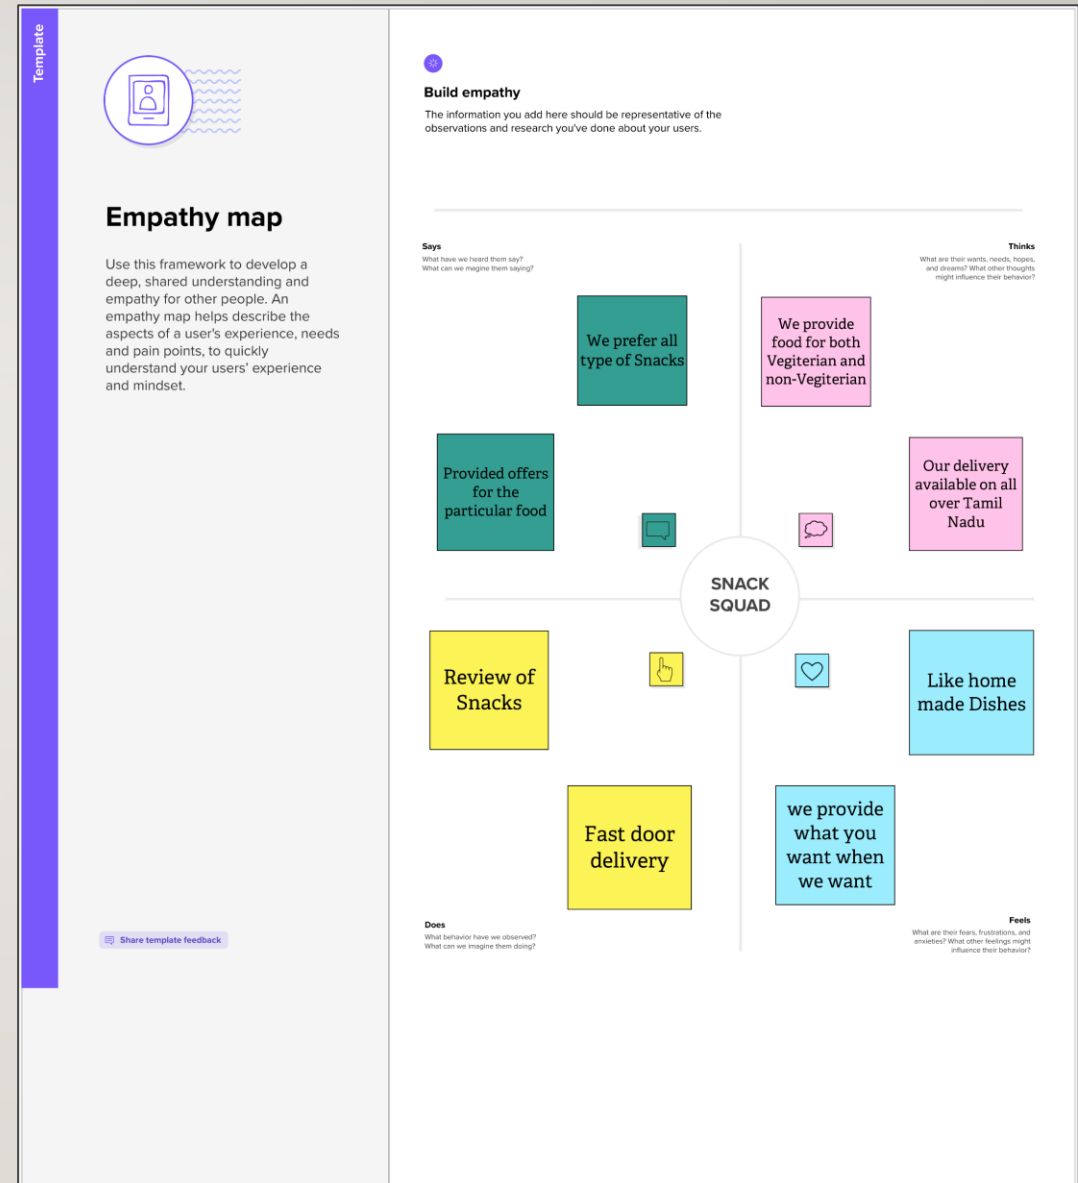 Template
Empathy map
Use this framework to develop a
deep, shared understanding and
empathy for other people. An
empathy map helps describe the
aspects of a user's experience, needs
and pain points, to quickly
understand your users' experience
and mindset.
Share template feedback
Build empathy
The information you add here should be representative of the
observations and research you've done about your users.
Says
What have we heard them say?
What can we magine them saying?
Thinks
What are their wants, needs, hopes,
and dreams? What other thoughts
might influence their behavior?
We prefer all
type of Snacks
We provide
food for both
Vegiterian and
non-Vegiterian
Provided offers
for the
particular food
Our delivery
available on all
over Tamil
Nadu
SNACK
SQUAD
Review of
Snacks
Like home
made Dishes
Fast door
delivery
we provide
what you
want when
we want
Does
What behavior have we observed?
What can we imagine them doing?
Feels
What are their fears, frustrations, and
anxieties? What other feelings might
influence their behavior?